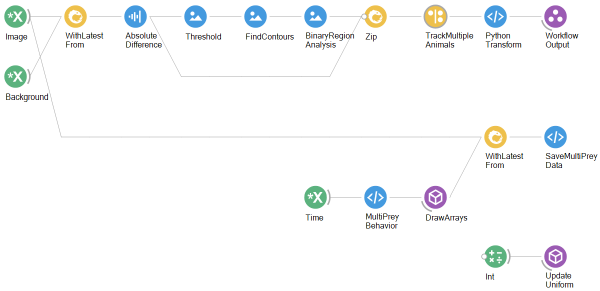 *X
Image
WithLatest
From
Absolute
Difference
Threshold
FindContours
BinaryRegion
Analysis
Zip
TrackMultiple
Animals
</>
Python
Transform
Workflow
Output
*X
Background
WithLatest
From
</>
SaveMultiPrey
Data
*X
Time
</>
MultiPrey
Behavior
DrawArrays
+-
×÷
Int
Update
Uniform